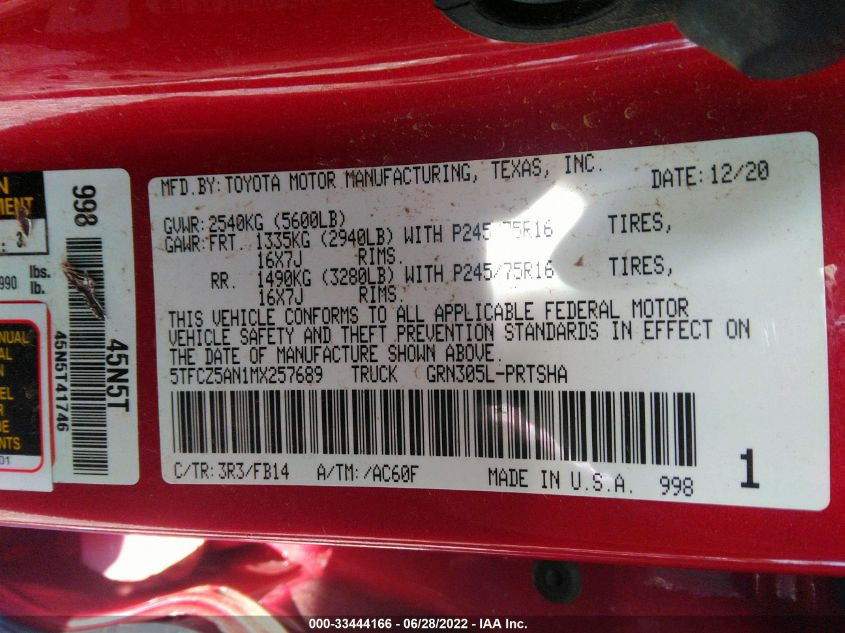 MFD.BY: TOYOTA MOTOR MANUFACTURING, TEXAS, INC. DATE: 12/20
GVWR: 2540KG (5600LB)
GAWR: FRT. 1335KG (2940LB) WITH P245/75R16 TIRES,
16X7J RIMS.
RR. 1490KG (3280LB) WITH P245/75R16 TIRES,
16X7J RIMS.
THIS VEHICLE CONFORMS TO ALL APPLICABLE FEDERAL MOTOR
VEHICLE SAFETY AND THEFT PREVENTION STANDARDS IN EFFECT ON
THE DATE OF MANUFACTURE SHOWN ABOVE.
5TFCZ5AN1MX257689 TRUCK GRN305L-PRTSHA
C/TR: 3R3/FB14 A/TM: /AC60F MADE IN U.S.A. 998 1
998
45N5T
45N5T41746
990 lbs.
lb.
000-33444166 - 06/28/2022 - IAA Inc.